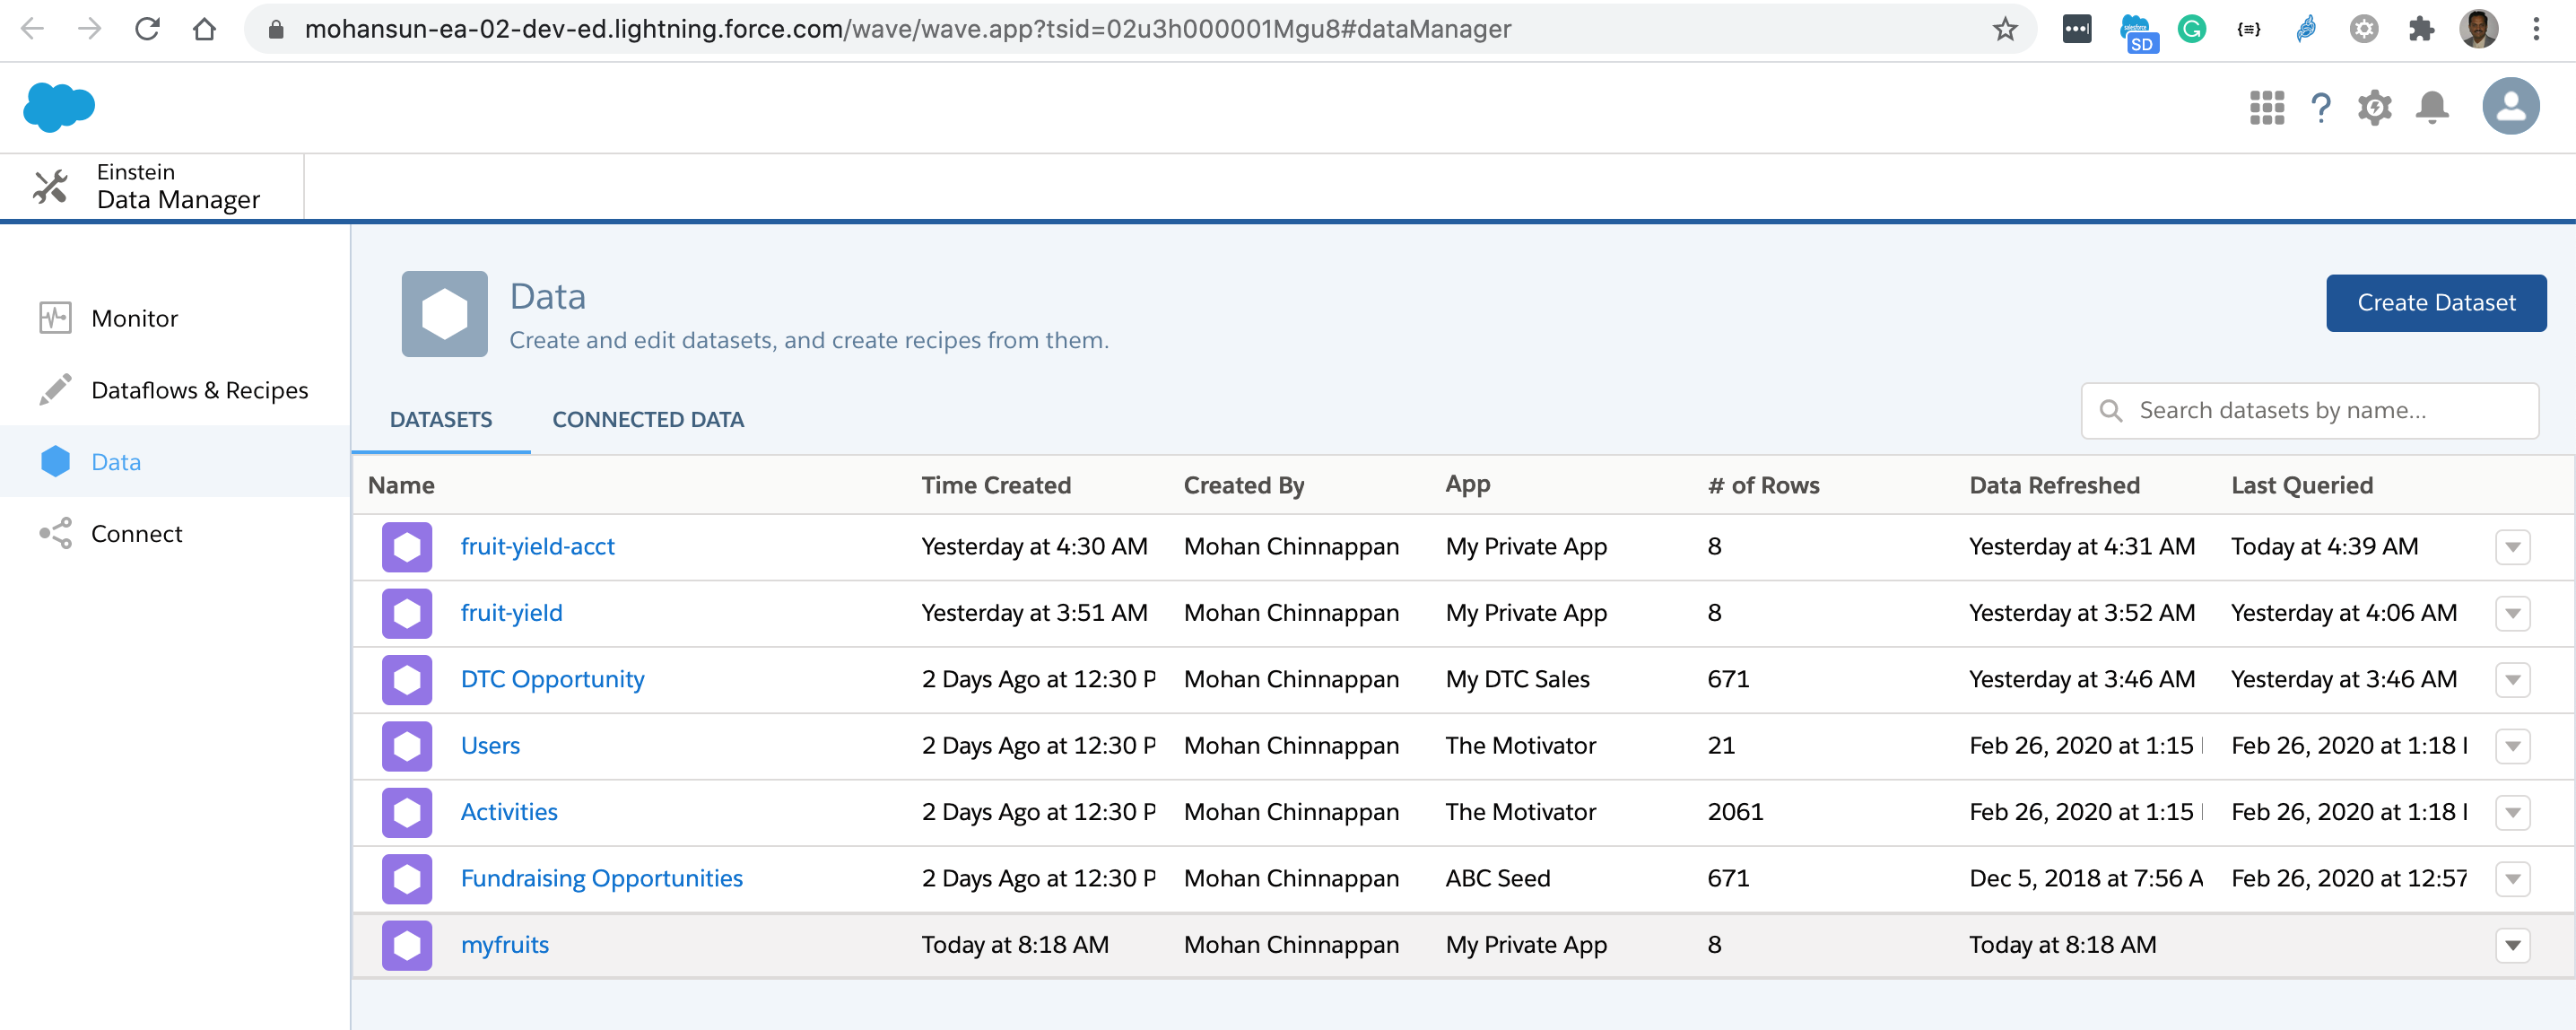 mohansun-ea-02-dev-ed.lightning.force.com/wave/wave.app?tsid=02u3h000001Mgu8#dataManager
SD
Einstein
Data Manager
Monitor
Dataflows & Recipes
Data
Connect
Data
Create and edit datasets, and create recipes from them.
Create Dataset
DATASETS CONNECTED DATA
Search datasets by name...
Name Time Created Created By App # of Rows Data Refreshed Last Queried
fruit-yield-acct Yesterday at 4:30 AM Mohan Chinnappan My Private App 8 Yesterday at 4:31 AM Today at 4:39 AM
fruit-yield Yesterday at 3:51 AM Mohan Chinnappan My Private App 8 Yesterday at 3:52 AM Yesterday at 4:06 AM
DTC Opportunity 2 Days Ago at 12:30 P Mohan Chinnappan My DTC Sales 671 Yesterday at 3:46 AM Yesterday at 3:46 AM
Users 2 Days Ago at 12:30 P Mohan Chinnappan The Motivator 21 Feb 26, 2020 at 1:15 Feb 26, 2020 at 1:18
Activities 2 Days Ago at 12:30 P Mohan Chinnappan The Motivator 2061 Feb 26, 2020 at 1:15 Feb 26, 2020 at 1:18
Fundraising Opportunities 2 Days Ago at 12:30 P Mohan Chinnappan ABC Seed 671 Dec 5, 2018 at 7:56 A Feb 26, 2020 at 12:57
myfruits Today at 8:18 AM Mohan Chinnappan My Private App 8 Today at 8:18 AM